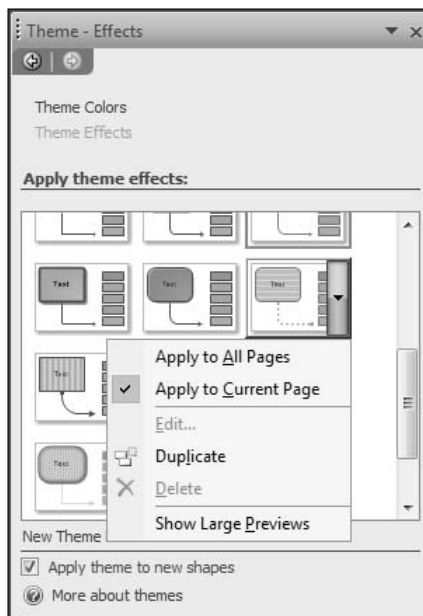 Theme - Effects
Theme Colors
Theme Effects
Apply theme effects:
Text
Text
Text
Text
Text
Apply to All Pages
Apply to Current Page
Edit...
Duplicate
Delete
Show Large Previews
New Theme
Apply theme to new shapes
More about themes